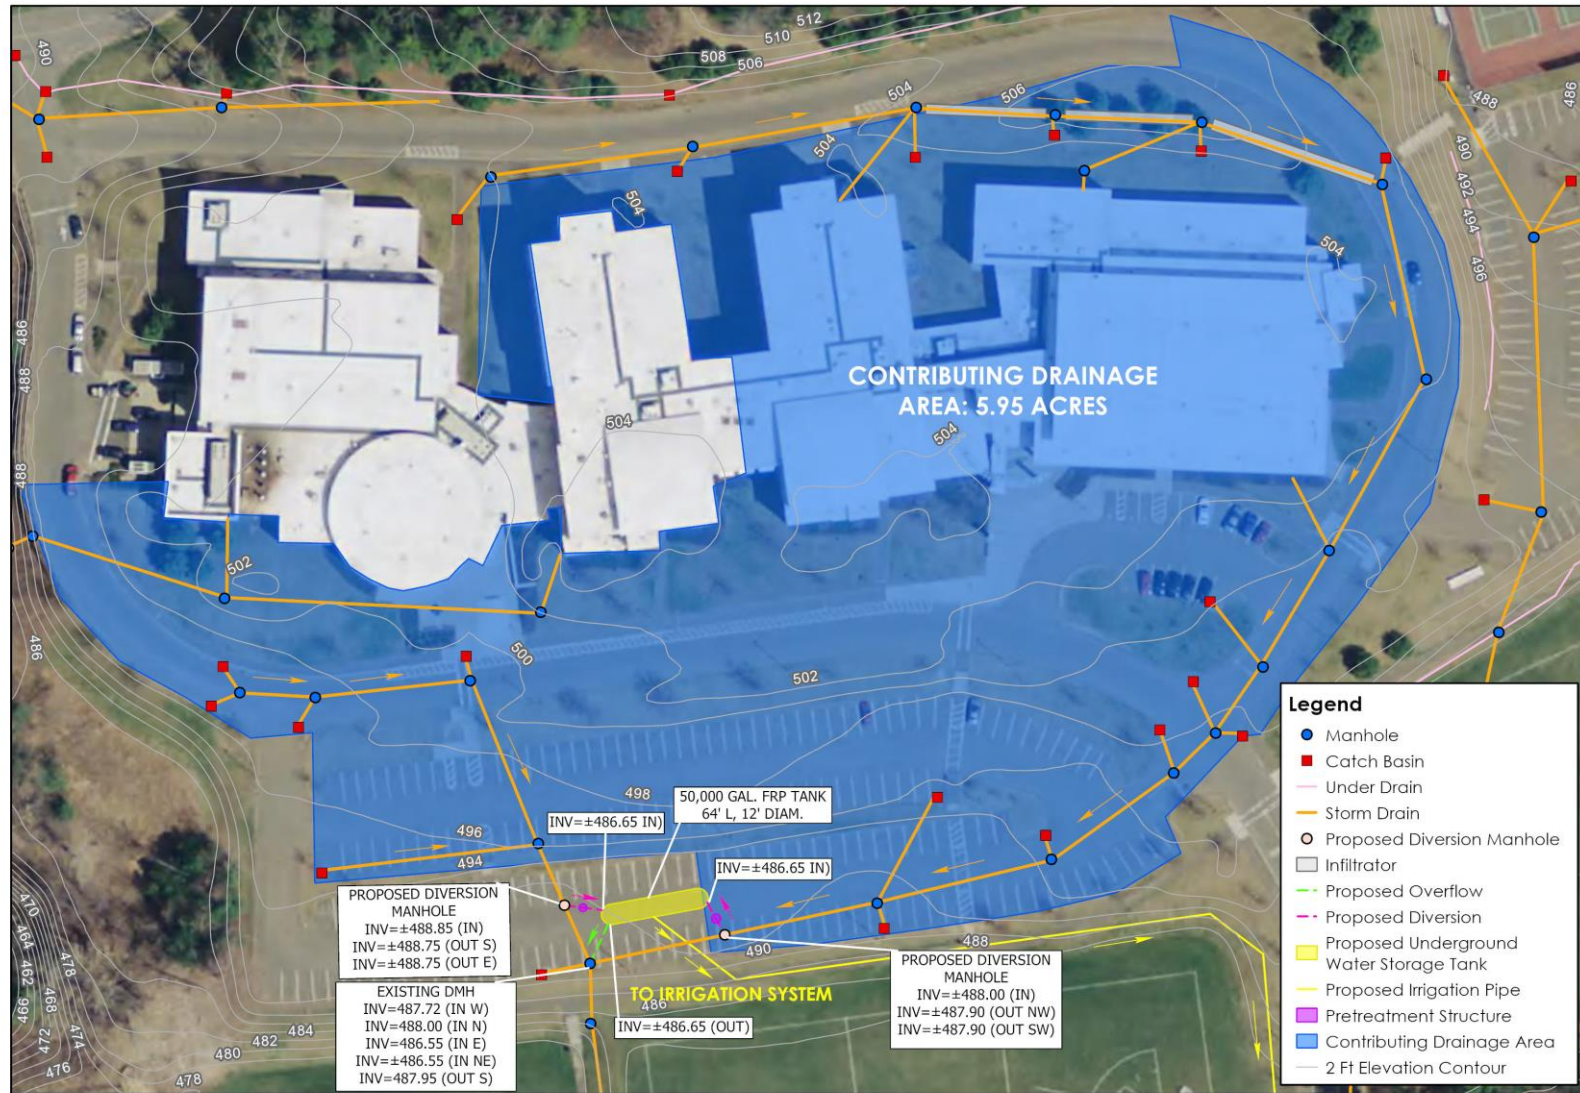 512
510
508
506
490
504
506
488
486
504
490
492
494
496
504
504
486
488
488
CONTRIBUTING DRAINAGE
AREA: 5.95 ACRES
504
504
502
486
500
502
498
496
494
50,000 GAL. FRP TANK
64' L, 12' DIAM.
INV=±486.65 IN)
INV=±486.65 IN)
PROPOSED DIVERSION
MANHOLE
INV=±488.85 (IN)
INV=±488.75 (OUT S)
INV=±488.75 (OUT E)
490
488
PROPOSED DIVERSION
MANHOLE
INV=±488.00 (IN)
INV=±487.90 (OUT NW)
INV=±487.90 (OUT SW)
TO IRRIGATION SYSTEM
486
INV=±486.65 (OUT)
EXISTING DMH
INV=487.72 (IN W)
INV=488.00 (IN N)
INV=±486.55 (IN E)
INV=±486.55 (IN NE)
INV=487.95 (OUT S)
470
464
462
466
478
468
472
474
476
484
482
480
478
Legend
Manhole
Catch Basin
Under Drain
Storm Drain
Proposed Diversion Manhole
Infiltrator
Proposed Overflow
Proposed Diversion
Proposed Underground
Water Storage Tank
Proposed Irrigation Pipe
Pretreatment Structure
Contributing Drainage Area
2 Ft Elevation Contour